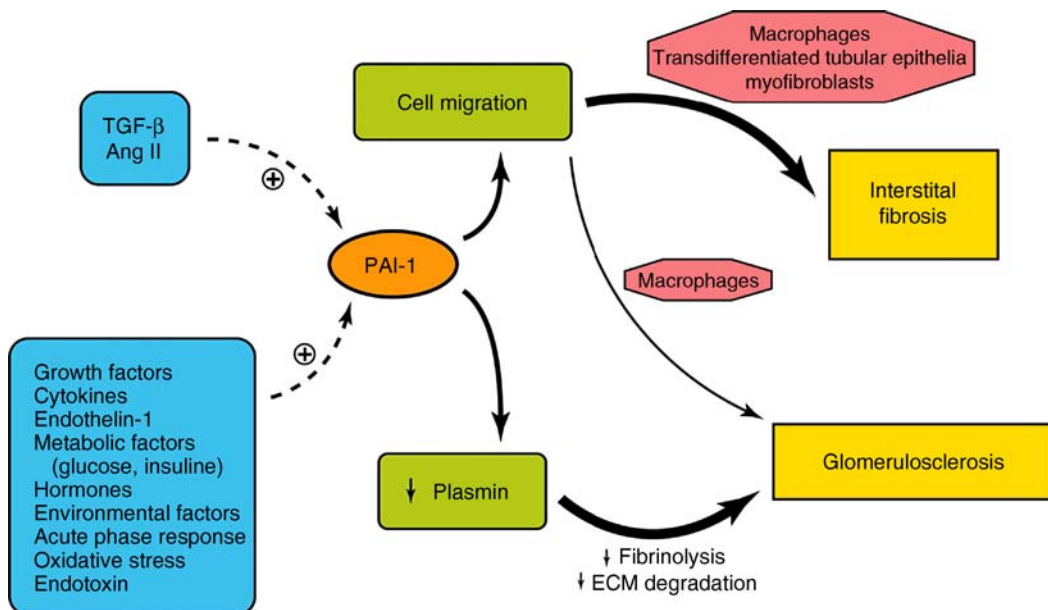 Macrophages
Transdifferentiated tubular epithelia
myofibroblasts
Cell migration
TGF-β
Ang II
Interstital
fibrosis
PAI-1
Macrophages
Growth factors
Cytokines
Endothelin-1
Metabolic factors
(glucose, insuline)
Hormones
Environmental factors
Acute phase response
Oxidative stress
Endotoxin
Glomerulosclerosis
↓ Plasmin
↓ Fibrinolysis
↓ ECM degradation